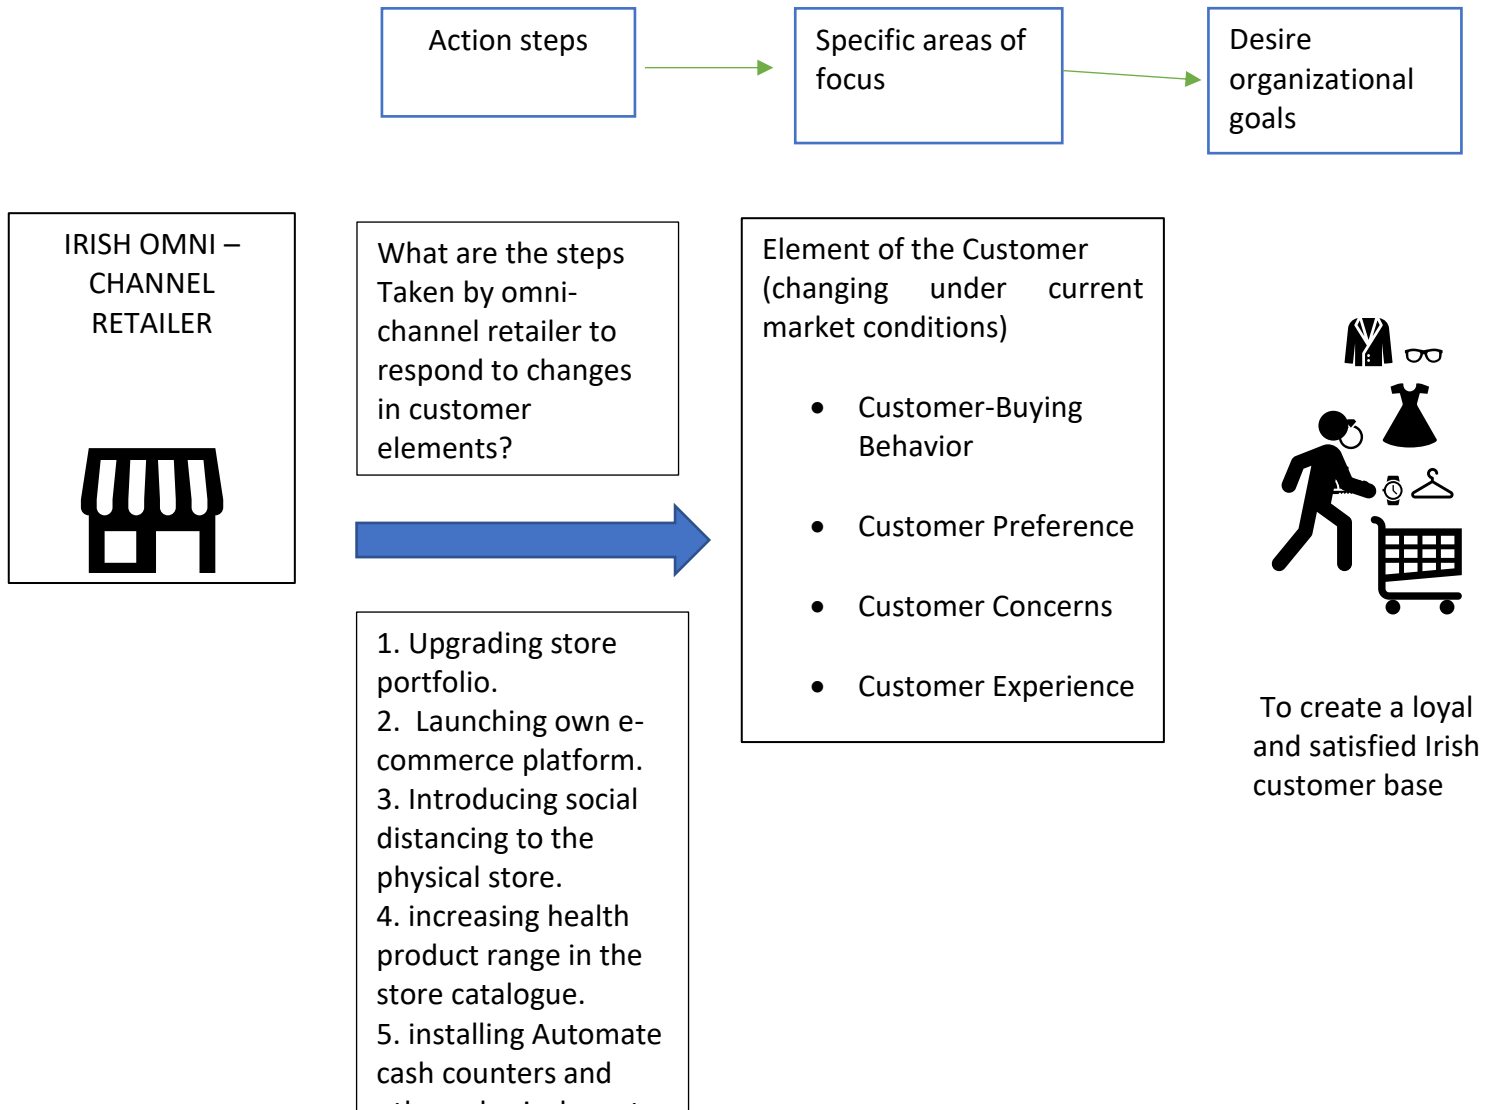 Action steps
Specific areas of
focus
Desire
organizational
goals
IRISH OMNI –
CHANNEL
RETAILER
What are the steps
Taken by omni-
channel retailer to
respond to changes
in customer
elements?
Element of the Customer
(changing under current
market conditions)
• Customer-Buying
Behavior
• Customer Preference
• Customer Concerns
• Customer Experience
1. Upgrading store
portfolio.
2. Launching own e-
commerce platform.
3. Introducing social
distancing to the
physical store.
4. increasing health
product range in the
store catalogue.
5. installing Automate
cash counters and
To create a loyal
and satisfied Irish
customer base